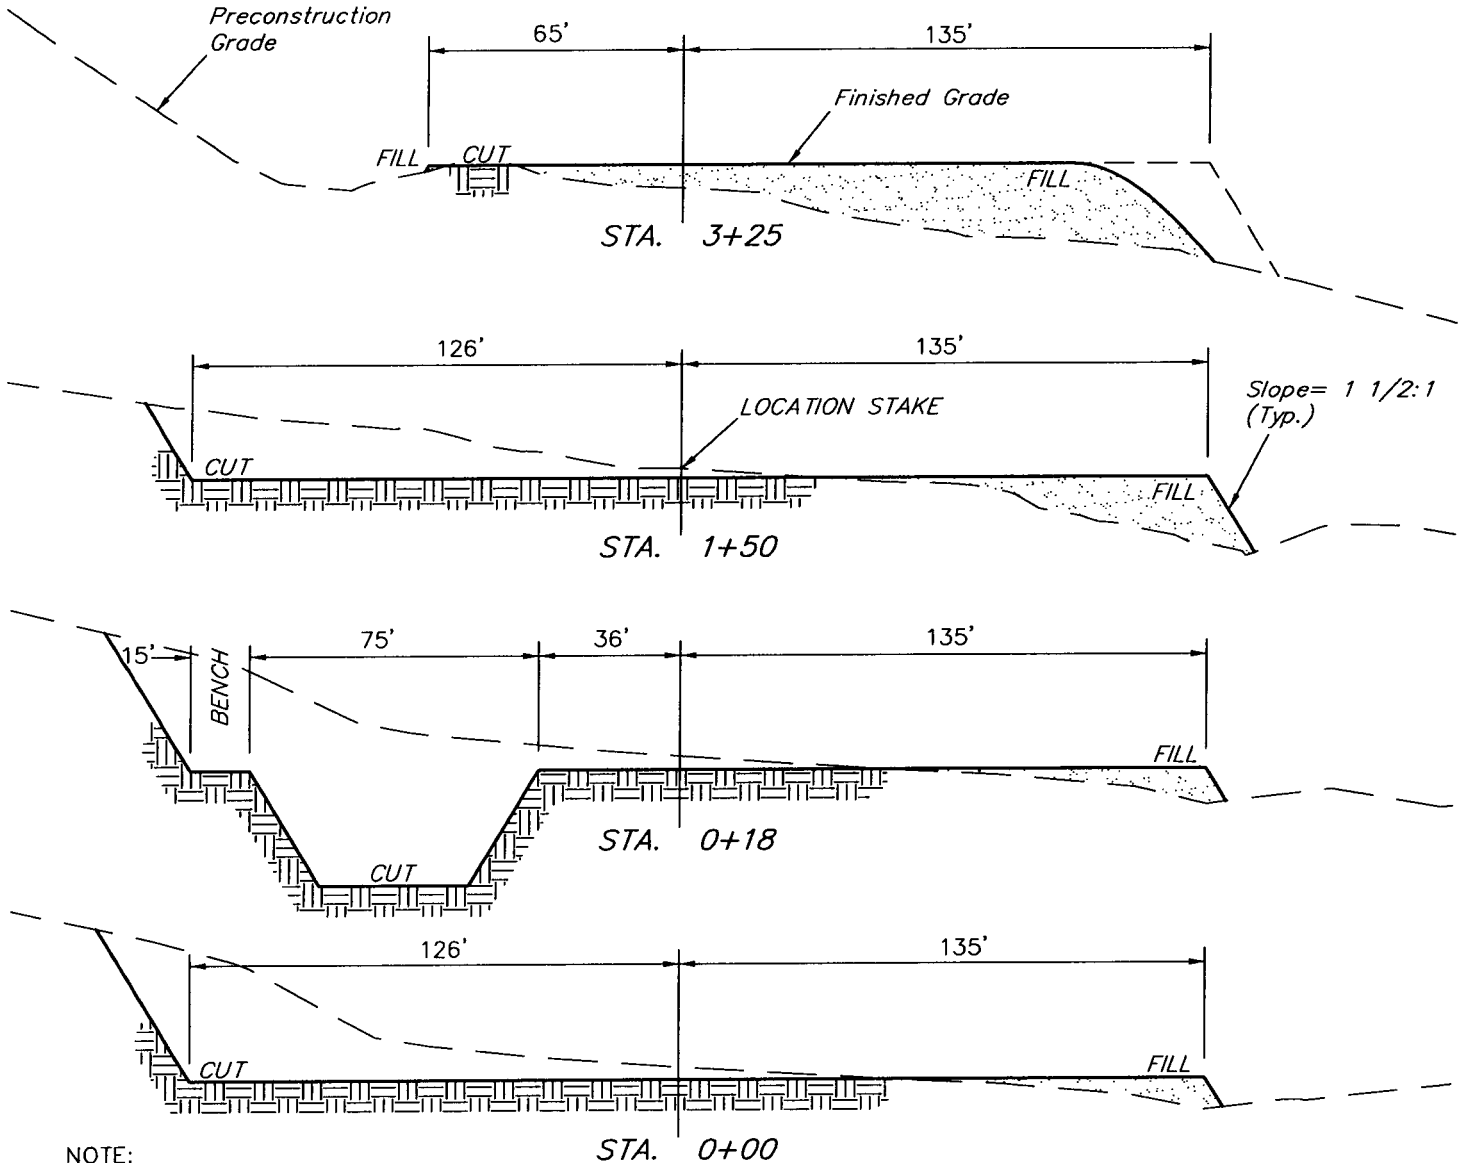 Preconstruction
Grade
65'
135'
Finished Grade
FILL
CUT
FILL
STA. 3+25
126'
135'
LOCATION STAKE
Slope= 1 1/2:1
(Typ.)
CUT
FILL
STA. 1+50
15'
BENCH
75'
36'
135'
FILL
STA. 0+18
CUT
126'
135'
CUT
FILL
STA. 0+00
NOTE: